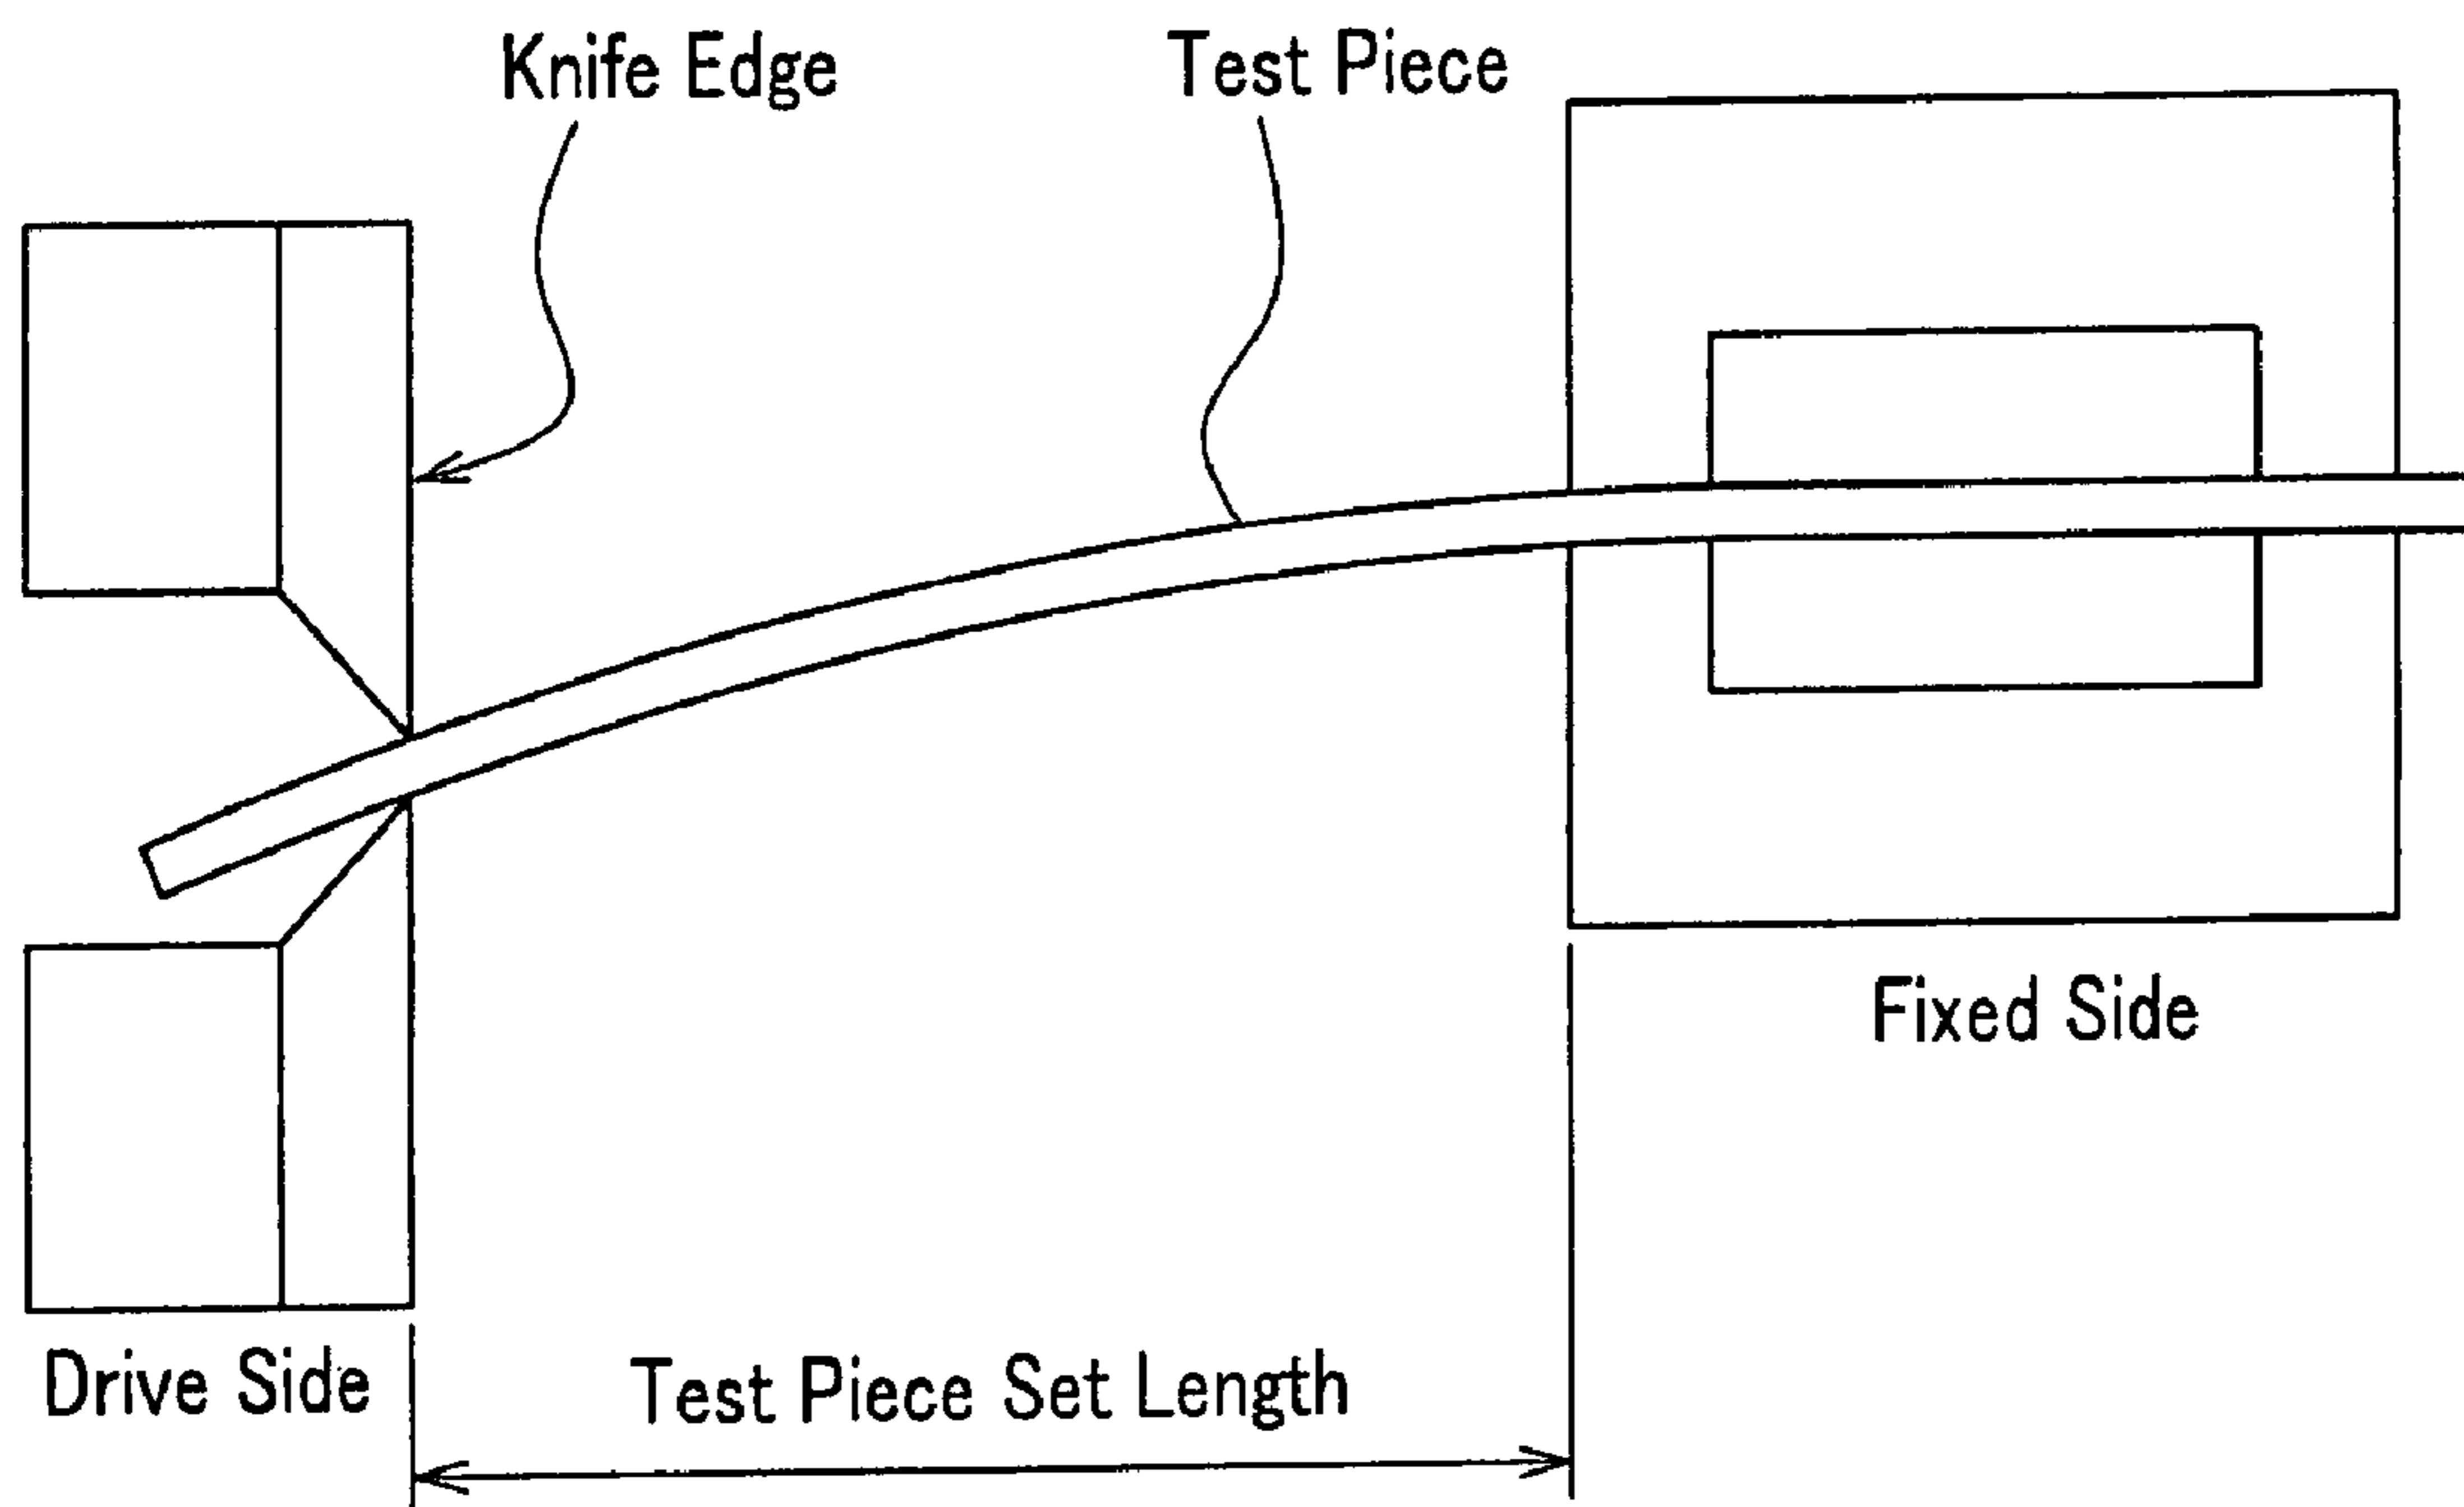 Knife Edge
Test Piece
Fixed Side
Drive Side
Test Piece Set Length